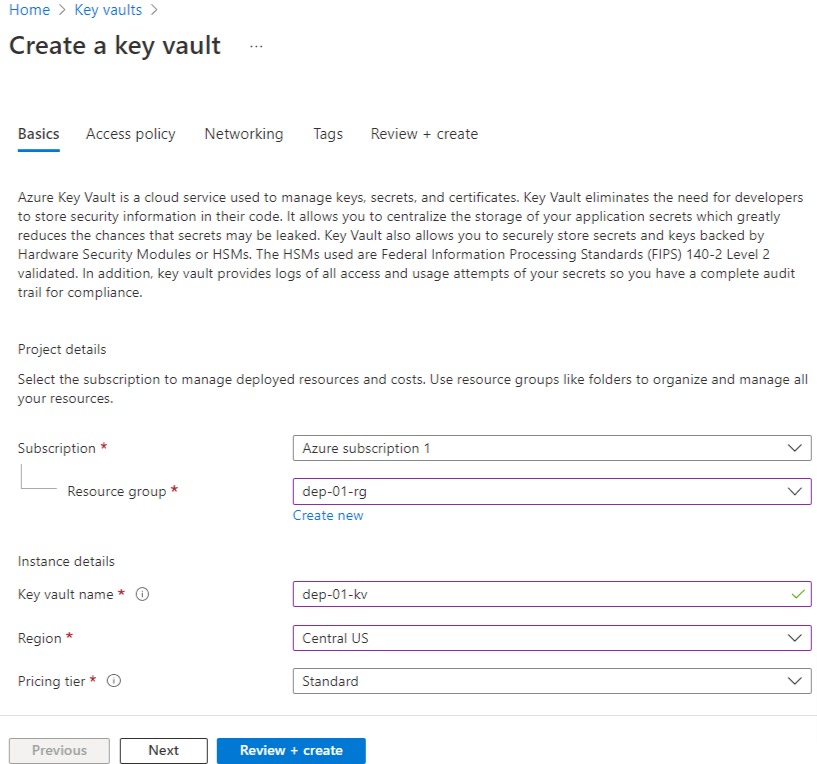 Home > Key vaults >
Create a key vault ...
Basics Access policy Networking Tags Review + create
Azure Key Vault is a cloud service used to manage keys, secrets, and certificates. Key Vault eliminates the need for developers
to store security information in their code. It allows you to centralize the storage of your application secrets which greatly
reduces the chances that secrets may be leaked. Key Vault also allows you to securely store secrets and keys backed by
Hardware Security Modules or HSMs. The HSMs used are Federal Information Processing Standards (FIPS) 140-2 Level 2
validated. In addition, key vault provides logs of all access and usage attempts of your secrets so you have a complete audit
trail for compliance.
Project details
Select the subscription to manage deployed resources and costs. Use resource groups like folders to organize and manage all
your resources.
Subscription * Azure subscription 1
Resource group * dep-01-rg
Create new
Instance details
Key vault name * dep-01-kv
Region * Central US
Pricing tier * Standard
Previous Next Review + create